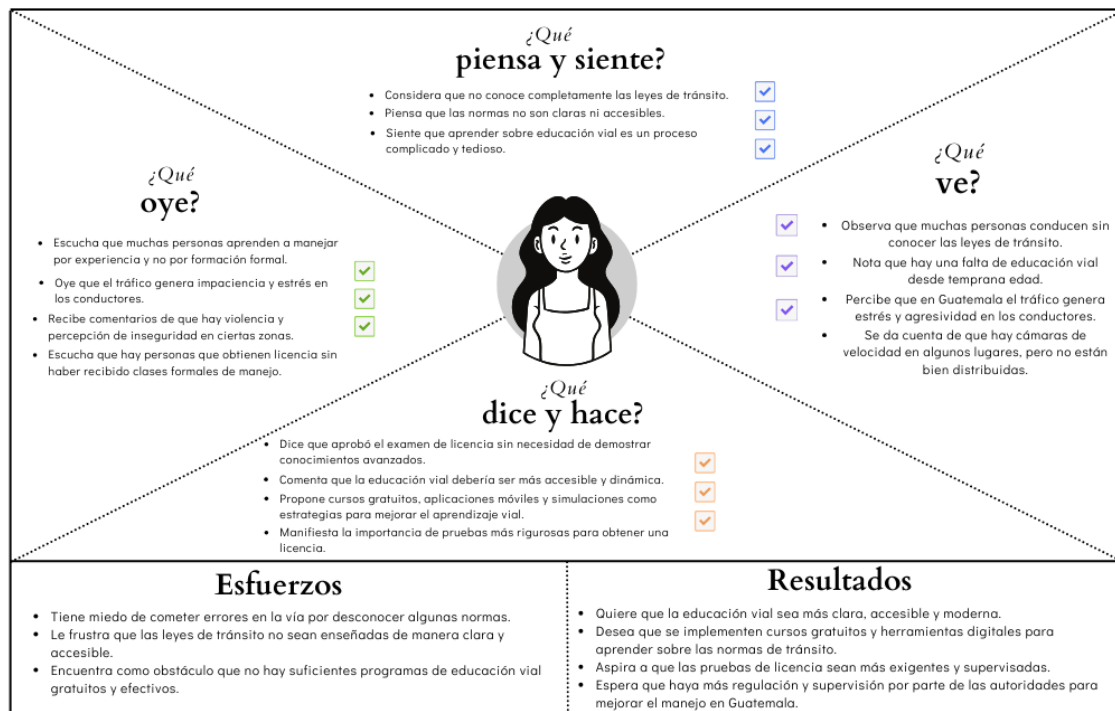 ¿Qué
piensa y siente?
• Considera que no conoce completamente las leyes de tránsito.
• Piensa que las normas no son claras ni accesibles.
• Siente que aprender sobre educación vial es un proceso
complicado y tedioso.
¿Qué
oye?
• Escucha que muchas personas aprenden a manejar
por experiencia y no por formación formal.
• Oye que el tráfico genera impaciencia y estrés en
los conductores.
• Recibe comentarios de que hay violencia y
percepción de inseguridad en ciertas zonas.
• Escucha que hay personas que obtienen licencia sin
haber recibido clases formales de manejo.
¿Qué
ve?
• Observa que muchas personas conducen sin
conocer las leyes de tránsito.
• Nota que hay una falta de educación vial
desde temprana edad.
• Percibe que en Guatemala el tráfico genera
estrés y agresividad en los conductores.
• Se da cuenta de que hay cámaras de
velocidad en algunos lugares, pero no están
bien distribuidas.
¿Qué
dice y hace?
• Dice que aprobó el examen de licencia sin necesidad de demostrar
conocimientos avanzados.
• Comenta que la educación vial debería ser más accesible y dinámica.
• Propone cursos gratuitos, aplicaciones móviles y simulaciones como
estrategias para mejorar el aprendizaje vial.
• Manifiesta la importancia de pruebas más rigurosas para obtener una
licencia.
Esfuerzos
• Tiene miedo de cometer errores en la vía por desconocer algunas normas.
• Le frustra que las leyes de tránsito no sean enseñadas de manera clara y
accesible.
• Encuentra como obstáculo que no hay suficientes programas de educación vial
gratuitos y efectivos.
Resultados
• Quiere que la educación vial sea más clara, accesible y moderna.
• Desea que se implementen cursos gratuitos y herramientas digitales para
aprender sobre las normas de tránsito.
• Aspira a que las pruebas de licencia sean más exigentes y supervisadas.
• Espera que haya más regulación y supervisión por parte de las autoridades para
mejorar el manejo en Guatemala.